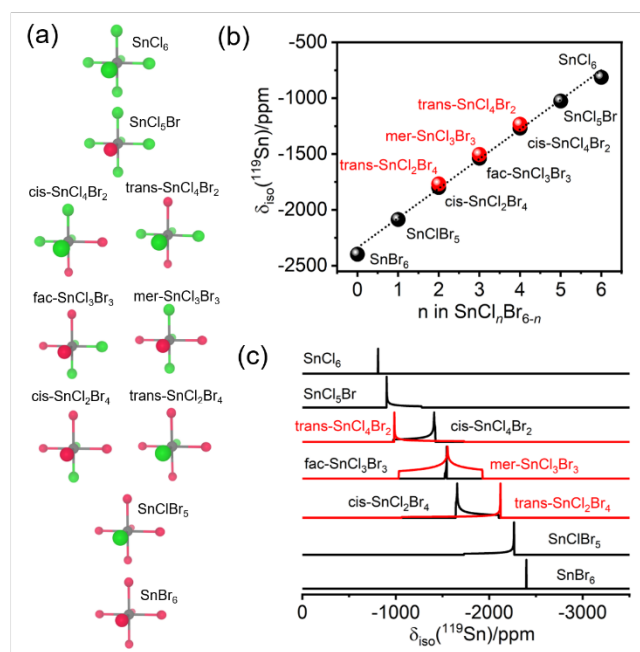 (a)
SnCl₆
SnCl₅Br
cis-SnCl₄Br₂ trans-SnCl₄Br₂
fac-SnCl₃Br₃ mer-SnCl₃Br₃
cis-SnCl₂Br₄ trans-SnCl₂Br₄
SnClBr₅
SnBr₆
(b)
δiso(¹¹⁹Sn)/ppm
-500
-1000
-1500
-2000
-2500
SnCl₆
trans-SnCl₄Br₂
SnCl₅Br
mer-SnCl₃Br₃
cis-SnCl₄Br₂
trans-SnCl₂Br₄
fac-SnCl₃Br₃
cis-SnCl₂Br₄
SnClBr₅
SnBr₆
0 1 2 3 4 5 6
n in SnClₙBr₆₋ₙ
(c)
SnCl₆
SnCl₅Br
trans-SnCl₄Br₂ cis-SnCl₄Br₂
fac-SnCl₃Br₃ mer-SnCl₃Br₃
cis-SnCl₂Br₄ trans-SnCl₂Br₄
SnClBr₅
SnBr₆
0 -1000 -2000 -3000
δiso(¹¹⁹Sn)/ppm